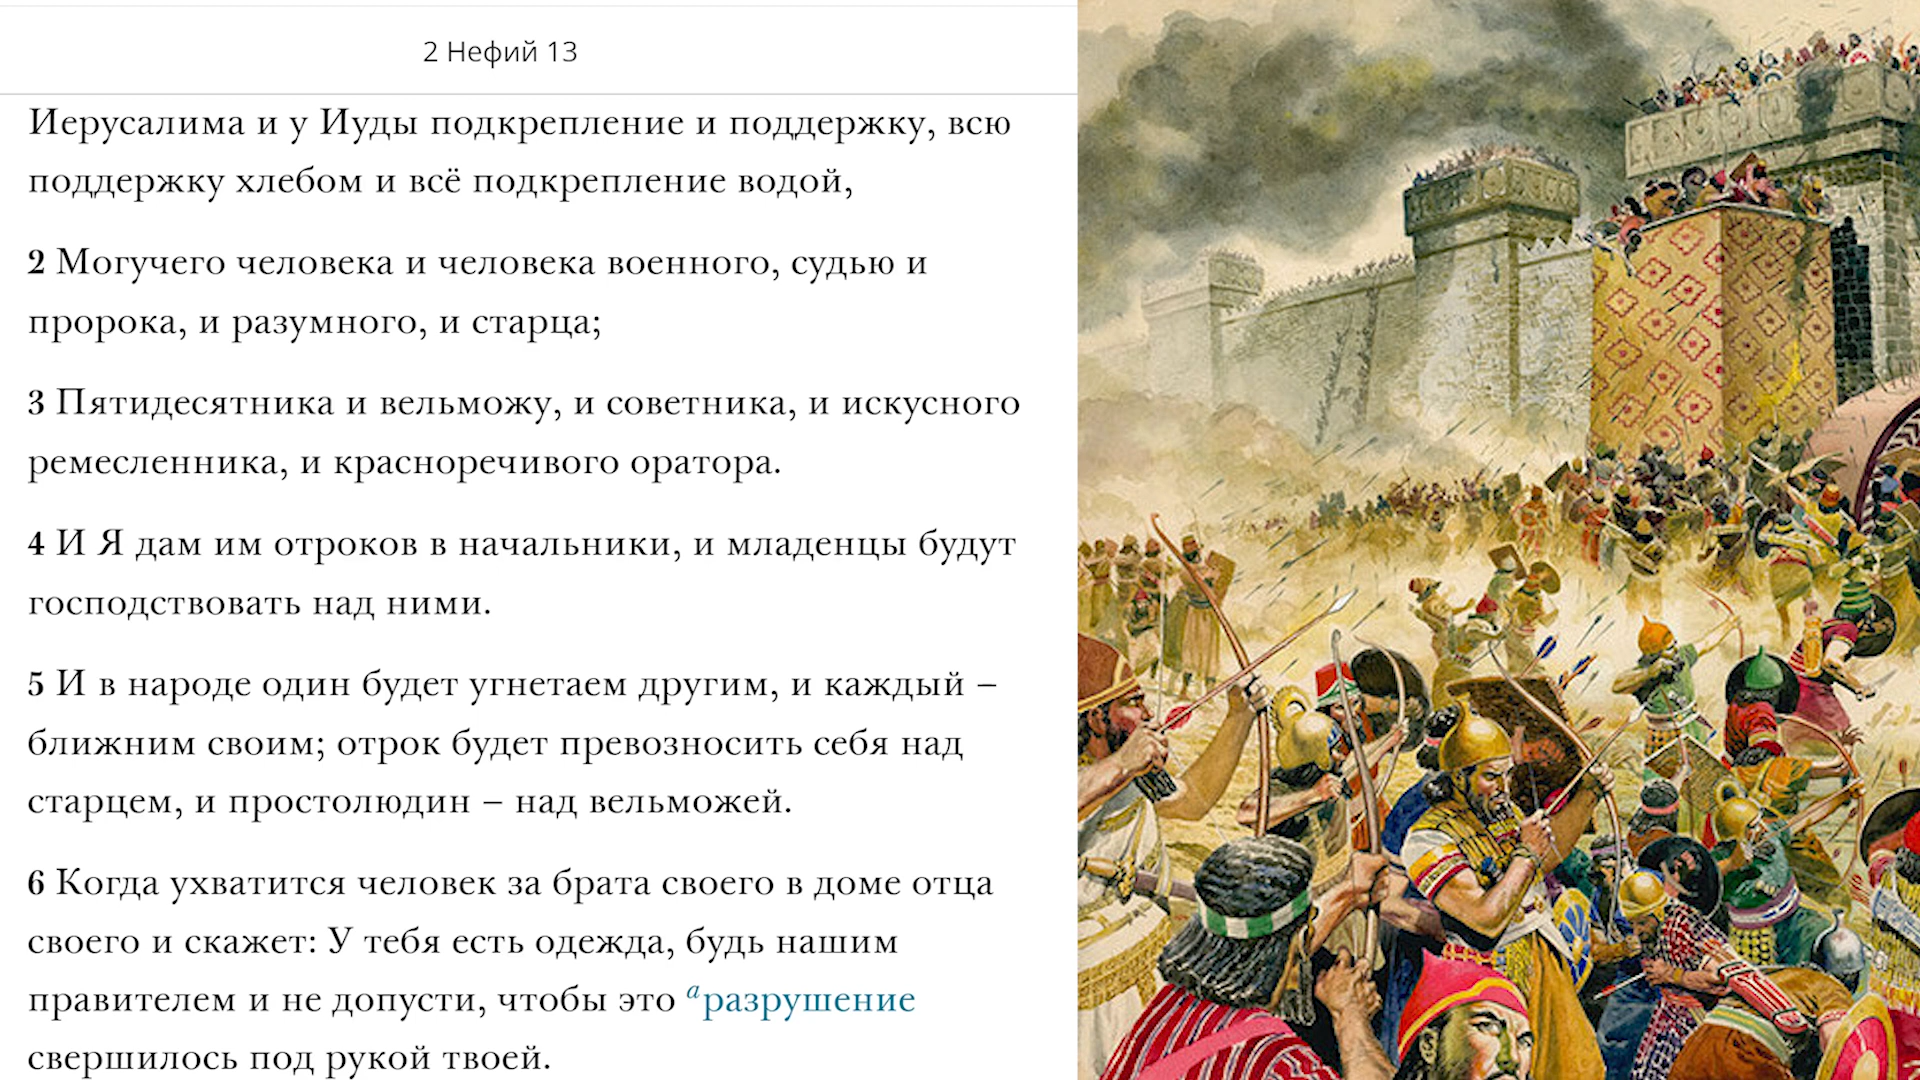 2 Нефий 13
Иерусалима и у Иуды подкрепление и поддержку, всю
поддержку хлебом и всё подкрепление водой,
2 Могучего человека и человека военного, судью и
пророка, и разумного, и старца;
3 Пятидесятника и вельможу, и советника, и искусного
ремесленника, и красноречивого оратора.
4 И Я дам им отроков в начальники, и младенцы будут
господствовать над ними.
5 И в народе один будет угнетаем другим, и каждый –
ближним своим; отрок будет превозносить себя над
старцем, и простолюдин – над вельможей.
6 Когда ухватится человек за брата своего в доме отца
своего и скажет: У тебя есть одежда, будь нашим
правителем и не допусти, чтобы это aразрушение
свершилось под рукой твоей.